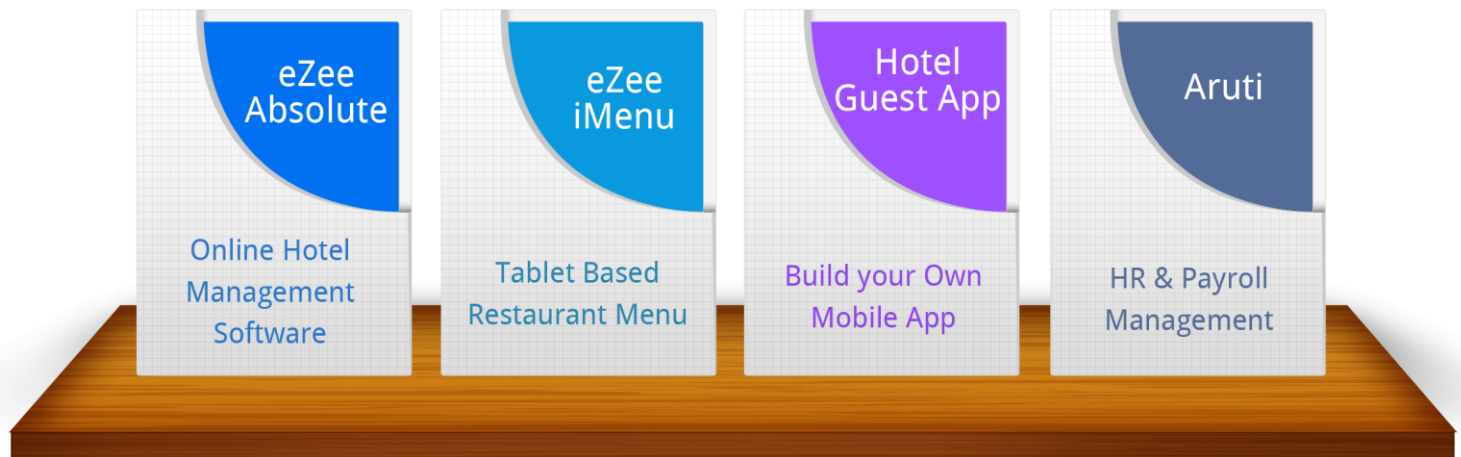 eZee
Absolute
Online Hotel
Management
Software
eZee
iMenu
Tablet Based
Restaurant Menu
Hotel
Guest App
Build your Own
Mobile App
Aruti
HR & Payroll
Management